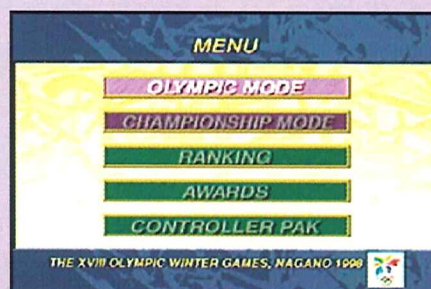 MENU
OLYMPIC MODE
CHAMPIONSHIP MODE
RANKING
AWARDS
CONTROLLER PAK
THE XVIII OLYMPIC WINTER GAMES, NAGANO 1998